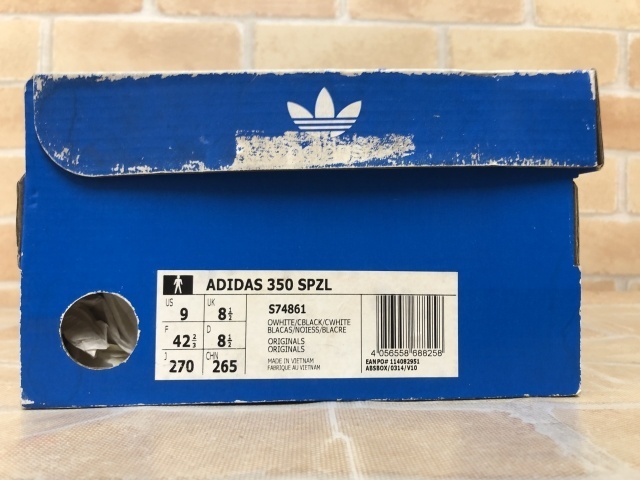 ADIDAS 350 SPZL
US 9 UK 8½
F 42⅔ D 8½
J 270 CHN 265
S74861
OWHITE/CBLACK/CWHITE
BLACAS/NOIESS/BLACRE
ORIGINALS
ORIGINALS
MADE IN VIETNAM
FABRIQUE AU VIETNAM
4 056558 688258
EAN PO# 114082951
ABSBOX/0314/V10